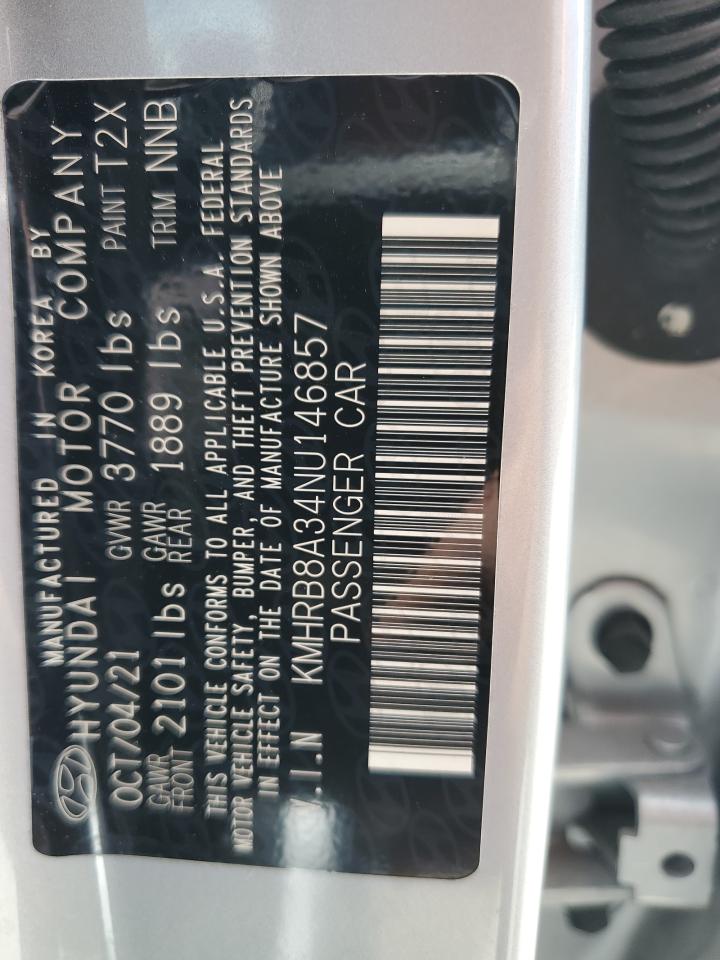 MANUFACTURED IN KOREA BY
HYUNDAI MOTOR COMPANY
OCT/04/21 GVWR 3770 lbs PAINT T2X
GAWR FRONT 2101 lbs GAWR REAR 1889 lbs TRIM NNB
THIS VEHICLE CONFORMS TO ALL APPLICABLE U.S.A. FEDERAL
MOTOR VEHICLE SAFETY, BUMPER, AND THEFT PREVENTION STANDARDS
IN EFFECT ON THE DATE OF MANUFACTURE SHOWN ABOVE
V.I.N KMHRB8A34NU146857
PASSENGER CAR